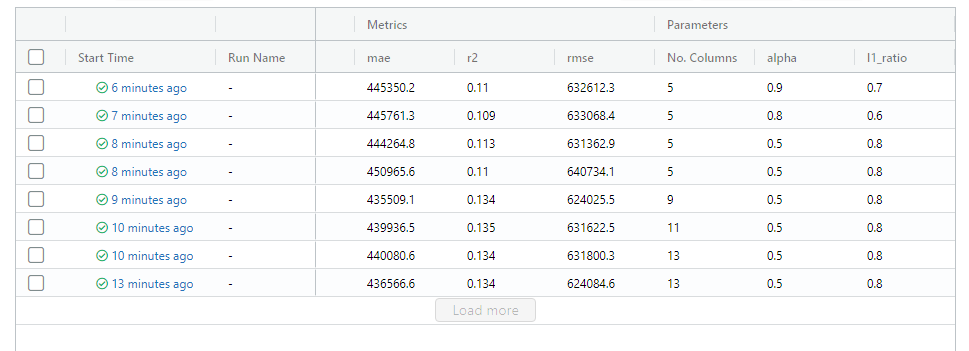 Metrics Parameters
Start Time Run Name mae r2 rmse No. Columns alpha l1_ratio
6 minutes ago - 445350.2 0.11 632612.3 5 0.9 0.7
7 minutes ago - 445761.3 0.109 633068.4 5 0.8 0.6
8 minutes ago - 444264.8 0.113 631362.9 5 0.5 0.8
8 minutes ago - 450965.6 0.11 640734.1 5 0.5 0.8
9 minutes ago - 435509.1 0.134 624025.5 9 0.5 0.8
10 minutes ago - 439936.5 0.135 631622.5 11 0.5 0.8
10 minutes ago - 440080.6 0.134 631800.3 13 0.5 0.8
13 minutes ago - 436566.6 0.134 624084.6 13 0.5 0.8
Load more